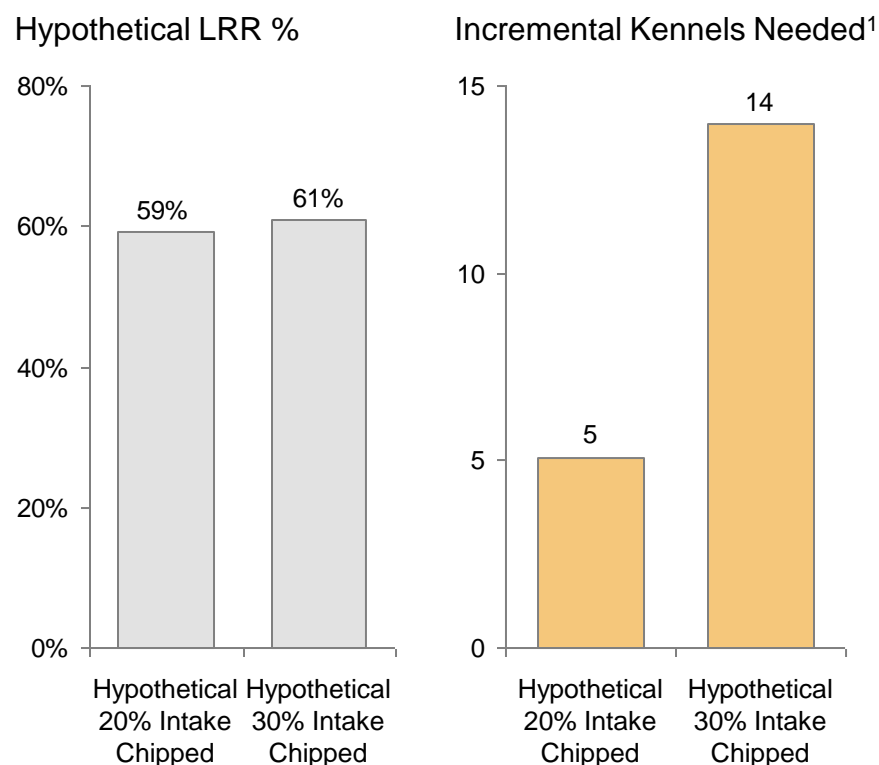 Hypothetical LRR %
80%
60%
40%
20%
0%
59%
61%
Hypothetical
20% Intake
Chipped
Hypothetical
30% Intake
Chipped
Incremental Kennels Needed¹
15
10
5
0
5
14
Hypothetical
20% Intake
Chipped
Hypothetical
30% Intake
Chipped